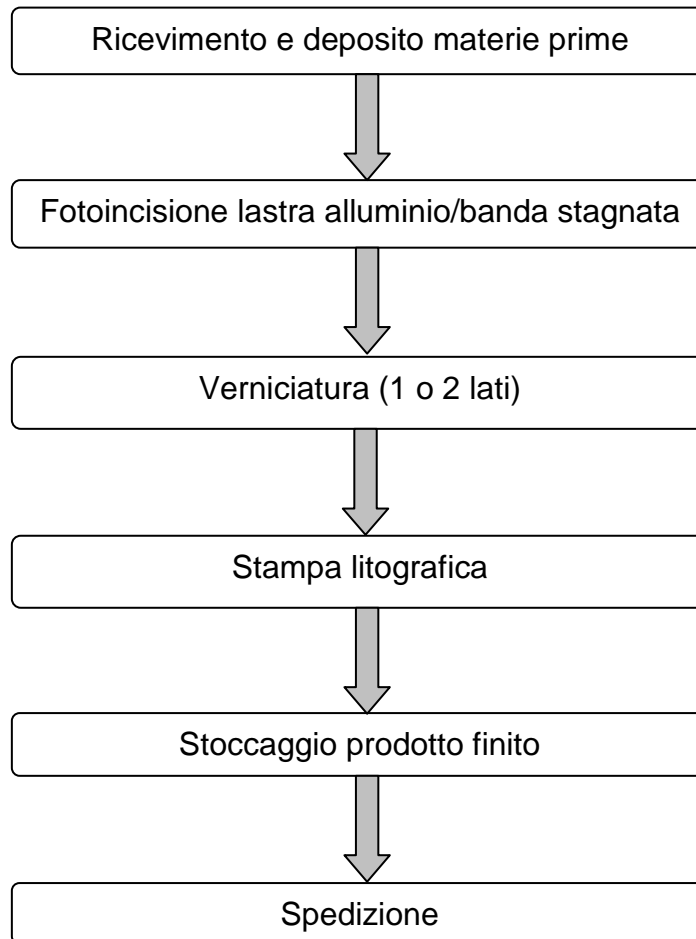 Ricevimento e deposito materie prime
Fotoincisione lastra alluminio/banda stagnata
Verniciatura (1 o 2 lati)
Stampa litografica
Stoccaggio prodotto finito
Spedizione